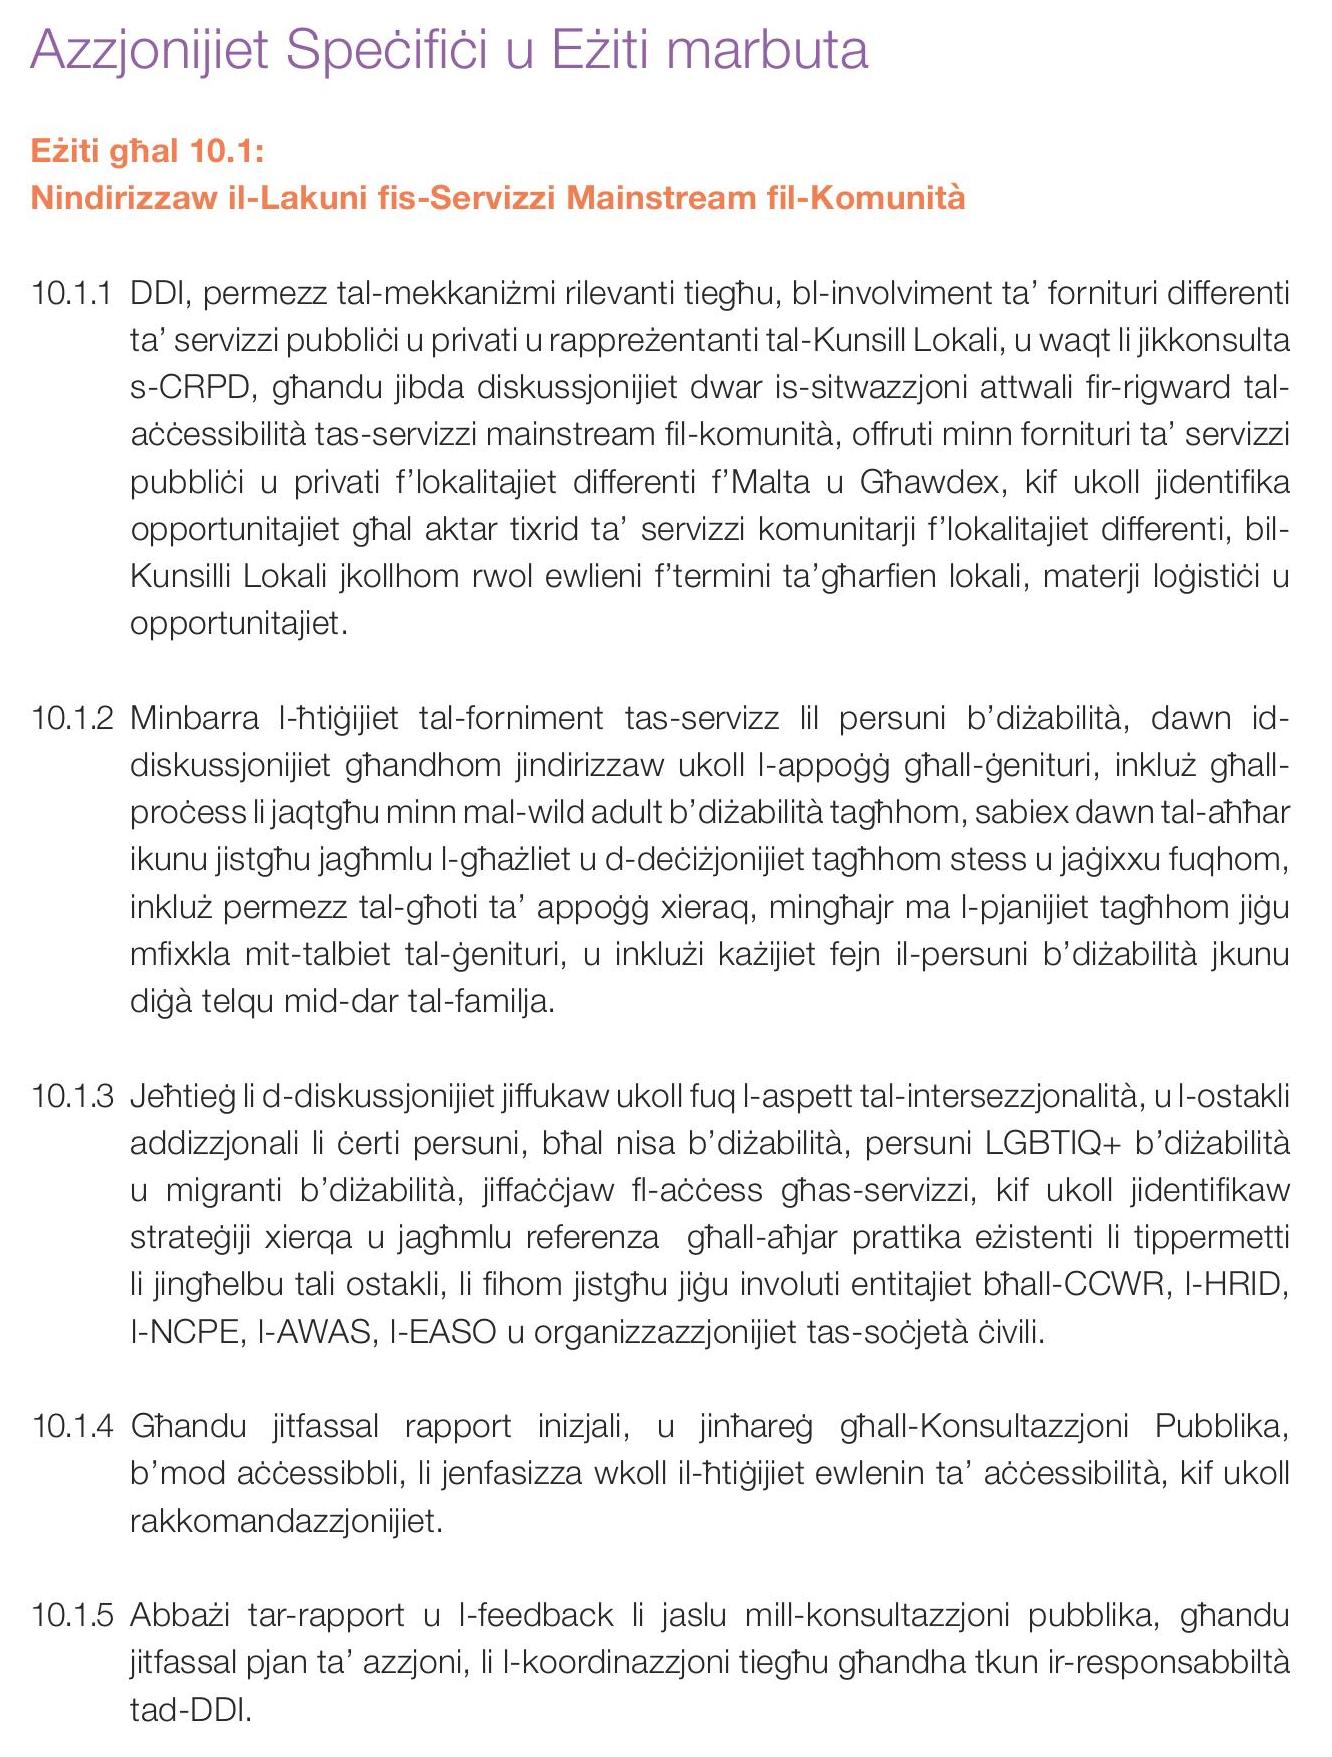 Azzjonijiet Speċifiċi u Eżiti marbuta
Eżiti għal 10.1:
Nindirizzaw il-Lakuni fis-Servizzi Mainstream fil-Komunità
10.1.1 DDI, permezz tal-mekkaniżmi rilevanti tiegħu, bl-involviment ta’ fornituri differenti
ta’ servizzi pubbliċi u privati u rappreżentanti tal-Kunsill Lokali, u waqt li jikkonsulta
s-CRPD, għandu jibda diskussjonijiet dwar is-sitwazzjoni attwali fir-rigward tal-
aċċessibilità tas-servizzi mainstream fil-komunità, offruti minn fornituri ta’ servizzi
pubbliċi u privati f’lokalitajiet differenti f’Malta u Għawdex, kif ukoll jidentifika
opportunitajiet għal aktar tixrid ta’ servizzi komunitarji f’lokalitajiet differenti, bil-
Kunsilli Lokali jkollhom rwol ewlieni f’termini ta’għarfien lokali, materji loġistiċi u
opportunitajiet.
10.1.2 Minbarra l-ħtiġijiet tal-forniment tas-servizz lil persuni b’diżabilità, dawn id-
diskussjonijiet għandhom jindirizzaw ukoll l-appoġġ għall-ġenituri, inkluż għall-
proċess li jaqtgħu minn mal-wild adult b’diżabilità tagħhom, sabiex dawn tal-aħħar
ikunu jistgħu jagħmlu l-għażliet u d-deċiżjonijiet tagħhom stess u jaġixxu fuqhom,
inkluż permezz tal-għoti ta’ appoġġ xieraq, mingħajr ma l-pjanijiet tagħhom jiġu
mfixkla mit-talbiet tal-ġenituri, u inklużi każijiet fejn il-persuni b’diżabilità jkunu
diġà telqu mid-dar tal-familja.
10.1.3 Jeħtieġ li d-diskussjonijiet jiffukaw ukoll fuq l-aspett tal-intersezzjonalità, u l-ostakli
addizzjonali li ċerti persuni, bħal nisa b’diżabilità, persuni LGBTIQ+ b’diżabilità
u migranti b’diżabilità, jiffaċċjaw fl-aċċess għas-servizzi, kif ukoll jidentifikaw
strateġiji xierqa u jagħmlu referenza għall-aħjar prattika eżistenti li tippermetti
li jingħelbu tali ostakli, li fihom jistgħu jiġu involuti entitajiet bħall-CCWR, l-HRID,
l-NCPE, l-AWAS, l-EASO u organizzazzjonijiet tas-soċjetà ċivili.
10.1.4 Għandu jitfassal rapport inizjali, u jinħareġ għall-Konsultazzjoni Pubblika,
b’mod aċċessibbli, li jenfasizza wkoll il-ħtiġijiet ewlenin ta’ aċċessibilità, kif ukoll
rakkomandazzjonijiet.
10.1.5 Abbażi tar-rapport u l-feedback li jaslu mill-konsultazzjoni pubblika, għandu
jitfassal pjan ta’ azzjoni, li l-koordinazzjoni tiegħu għandha tkun ir-responsabbiltà
tad-DDI.